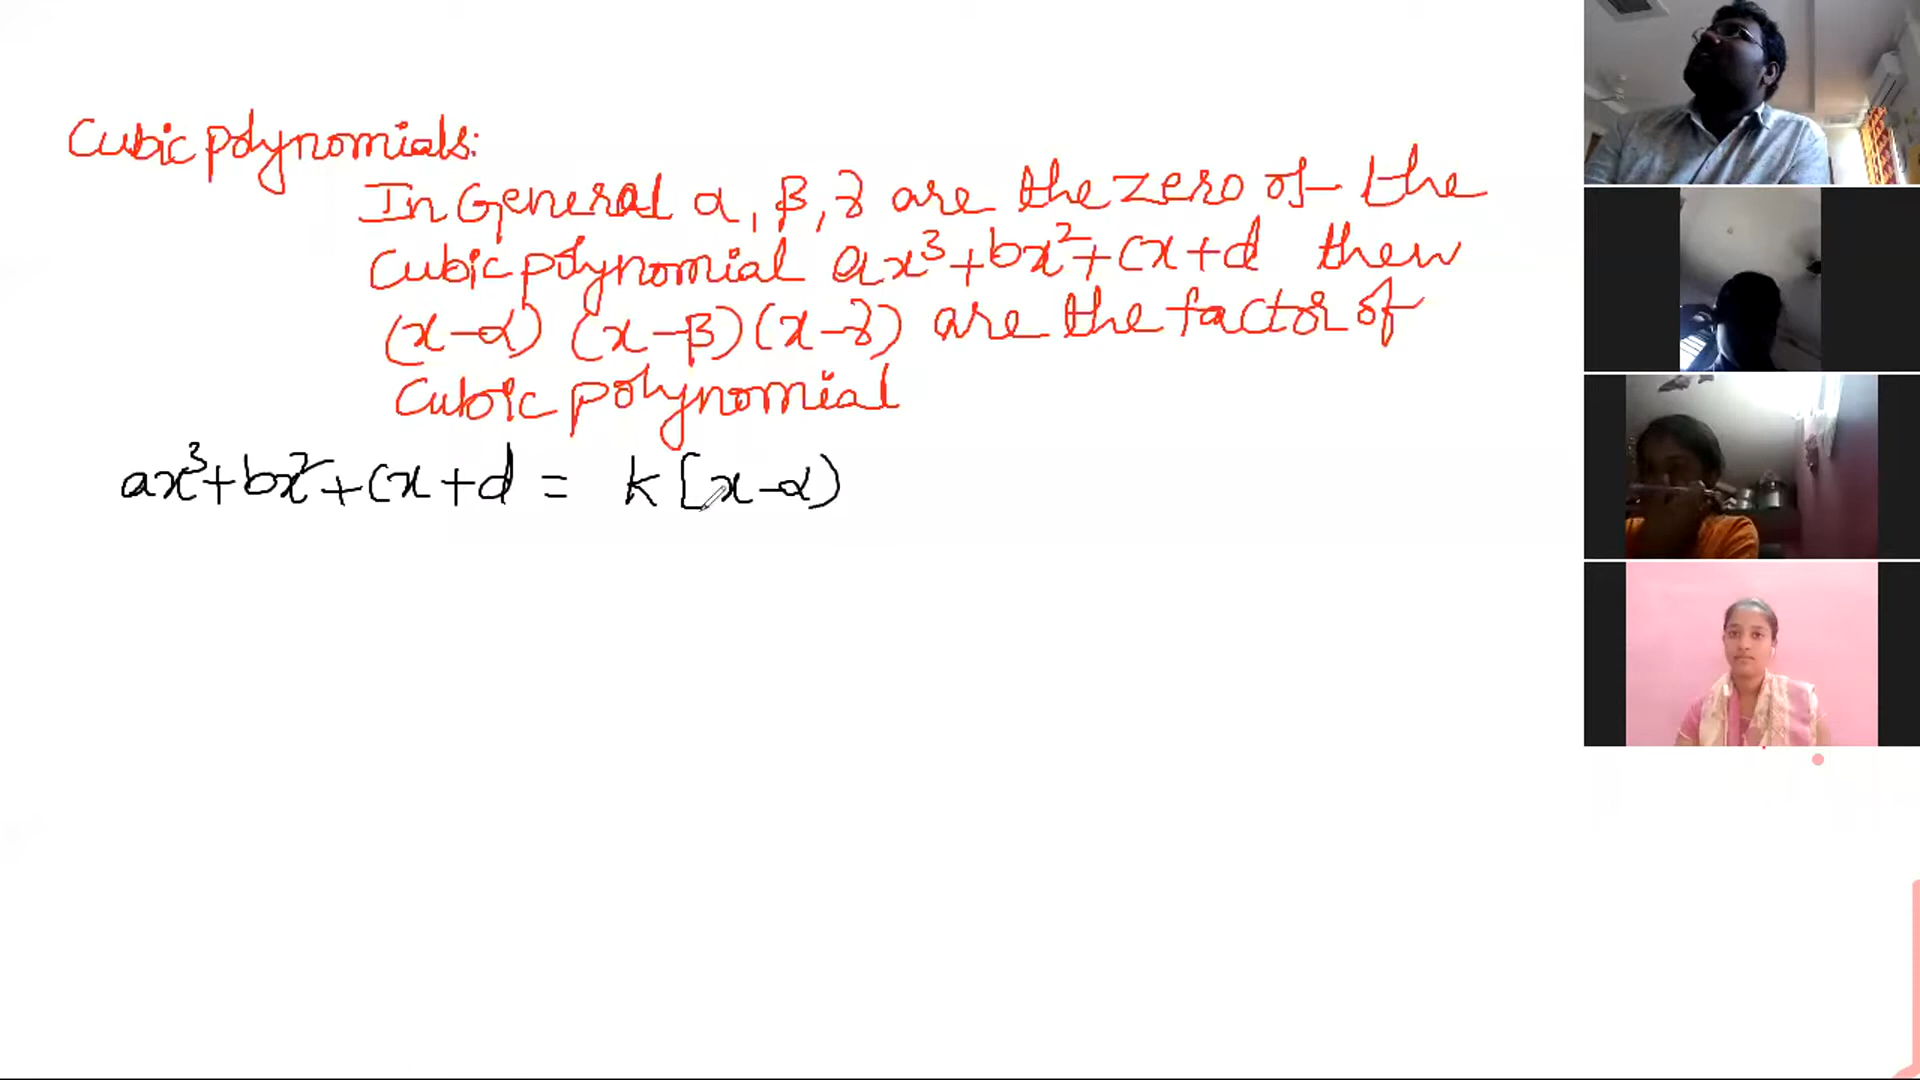 Cubic polynomials:
In General α, β, γ are the zero of the
Cubic polynomial ax³+bx²+cx+d then
(x-α) (x-β)(x-γ) are the factor of
Cubic polynomial
ax³+bx²+cx+d = k[x-α)